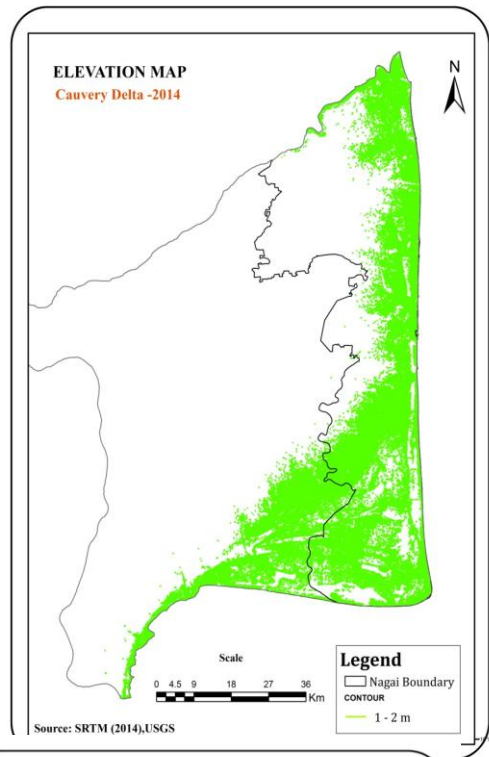 ELEVATION MAP
Cauvery Delta -2014
N
Scale
0 4.5 9 18 27 36
Km
Legend
Nagai Boundary
CONTOUR
1 - 2 m
Source: SRTM (2014),USGS